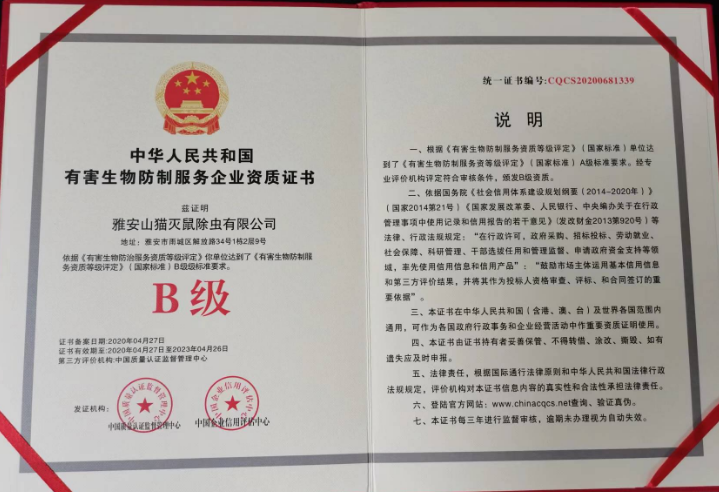 中华人民共和国
有害生物防制服务企业资质证书
兹证明
雅安山猫灭鼠除虫有限公司
地址：雅安市雨城区解放路34号1栋2层9号
依据《有害生物防治服务资质等级评定》你单位达到了《有害生物防制服
务资质等级评定》（国家标准）B级级标准要求。
B级
证书备案日期：2020年04月27日
证书有效期至：2020年04月27日至2023年04月26日
第三方评价机构：中国质量认证监督管理中心
发证机构：
中国质量认证监督管理中心
中国企业信用评估中心
统一证书编号：CQCS20200681339
说 明
一、根据《有害生物防制服务资质等级评定》（国家标准）单位达
到了《有害生物防制服务资等级评定》（国家标准）A级标准要求。经专
业评价机构评定符合审核条件，颁发B级资质。
二、依据国务院《社会信用体系建设规划纲要（2014-2020年）》（
国家2014第21号）《国家发展改革委、人民银行、中央编办关于在行政
管理事项中使用记录和信用报告的若干意见》（发改财金2013第920号）等
法律、行政法规规定：“在行政许可，政府采购、招标投标、劳动就业、
社会保障、科研管理、干部选拔任用和管理监督、申请政府资金支持等领
域，率先使用信用信息和信用产品”；“鼓励市场主体运用基本信用信息
和第三方评价结果，并将其作为投标人资格审查、评标、和合同签订的重
要依据”。
三、本证书在中华人民共和国（含港、澳、台）及世界各国范围内
通用，可作为各国政府行政事务和企业经营活动中作重要资质证明使用。
四、本证书由证书持有者妥善保管、不得转借、涂改、撕毁、如有
遗失应及时申报。
五、法律责任，根据国际通行法律原则和中华人民共和国法律行政
法规规定，评价机构对本证书信息内容的真实性和合法性承担法律责任。
六、登陆官方网站：www.chinacqcs.net查询、验证真伪。
七、本证书每三年进行监督审核，逾期未办理视为自动失效。